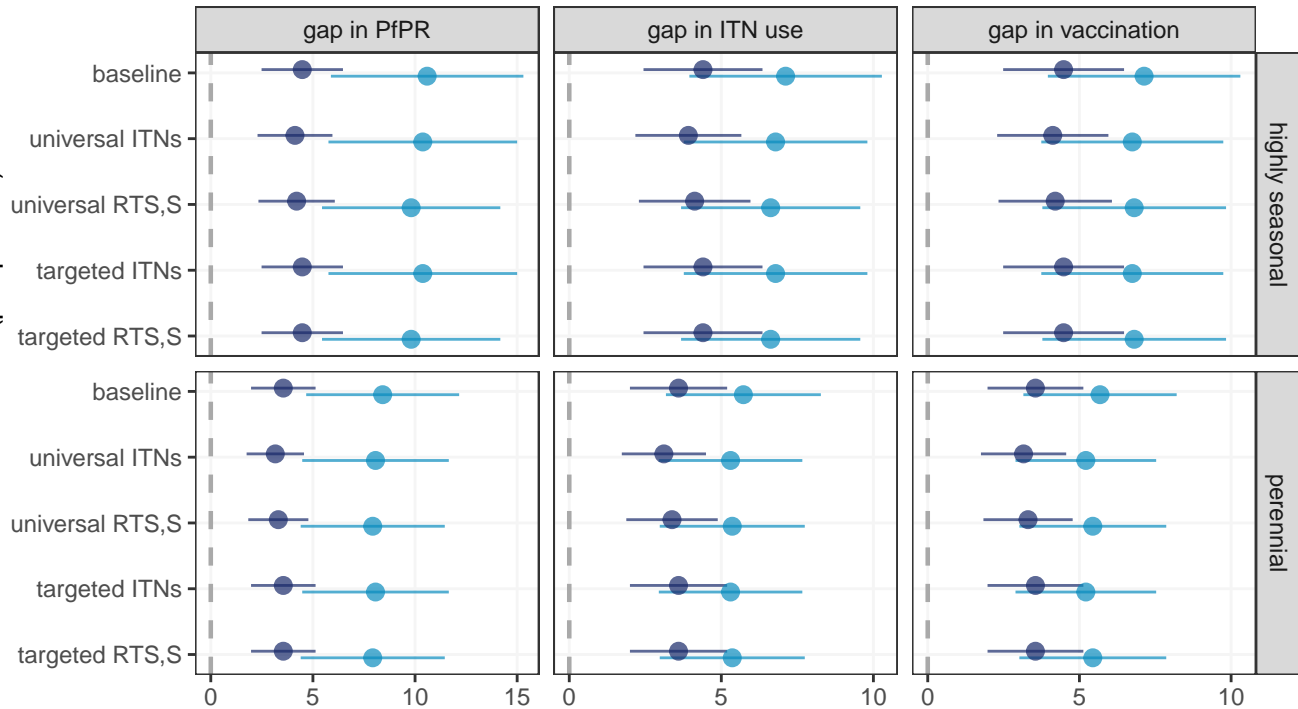 gap in PfPR
gap in ITN use
gap in vaccination
baseline
universal ITNs
universal RTS,S
targeted ITNs
targeted RTS,S
highly seasonal
baseline
universal ITNs
universal RTS,S
targeted ITNs
targeted RTS,S
perennial
0 5 10 15
0 5 10
0 5 10